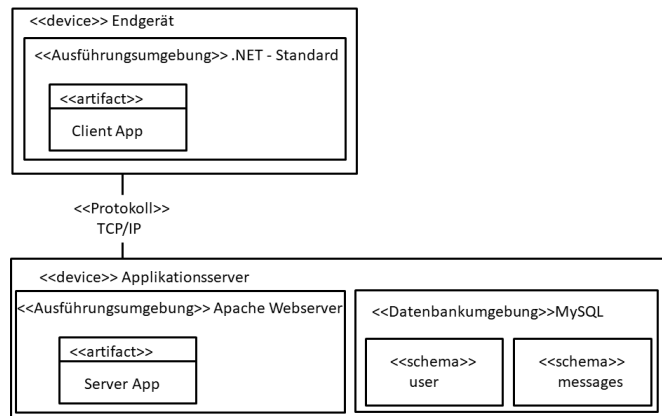 <<device>> Endgerät
<<Ausführungsumgebung>> .NET - Standard
<<artifact>>
Client App
<<Protokoll>>
TCP/IP
<<device>> Applikationsserver
<<Ausführungsumgebung>> Apache Webserver
<<artifact>>
Server App
<<Datenbankumgebung>>MySQL
<<schema>>
user
<<schema>>
messages